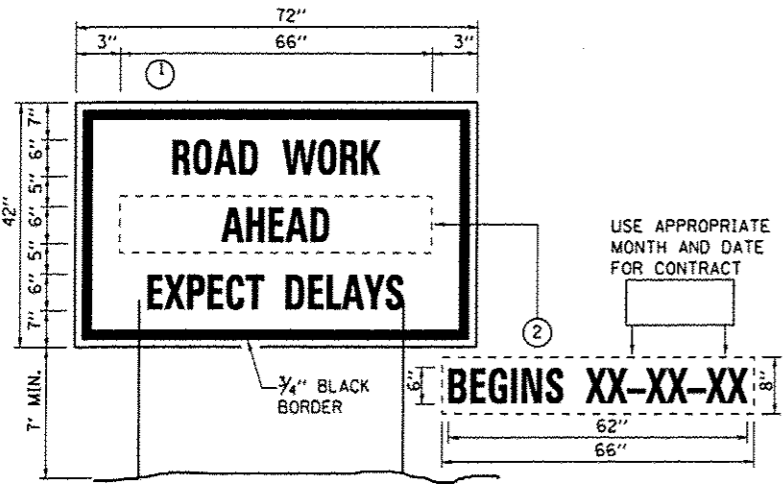 72"
3" 66" 3"
1
42"
7"
6"
5"
6"
5"
6"
7"
7' MIN.
ROAD WORK
AHEAD
EXPECT DELAYS
3/4" BLACK
BORDER
2
USE APPROPRIATE
MONTH AND DATE
FOR CONTRACT
6"
BEGINS XX-XX-XX
8"
62"
66"